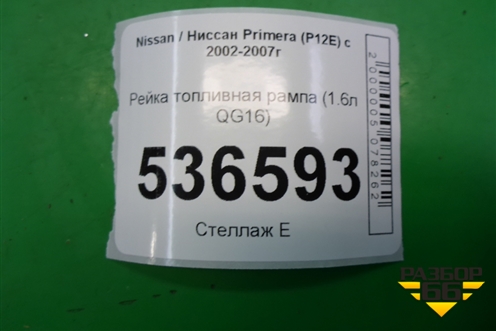 Nissan / Ниссан Primera (P12E) с
2002-2007г
Рейка топливная рампа (1.6л
QG16)
536593
Стеллаж Е
2000005078262
РАЗБОР
66